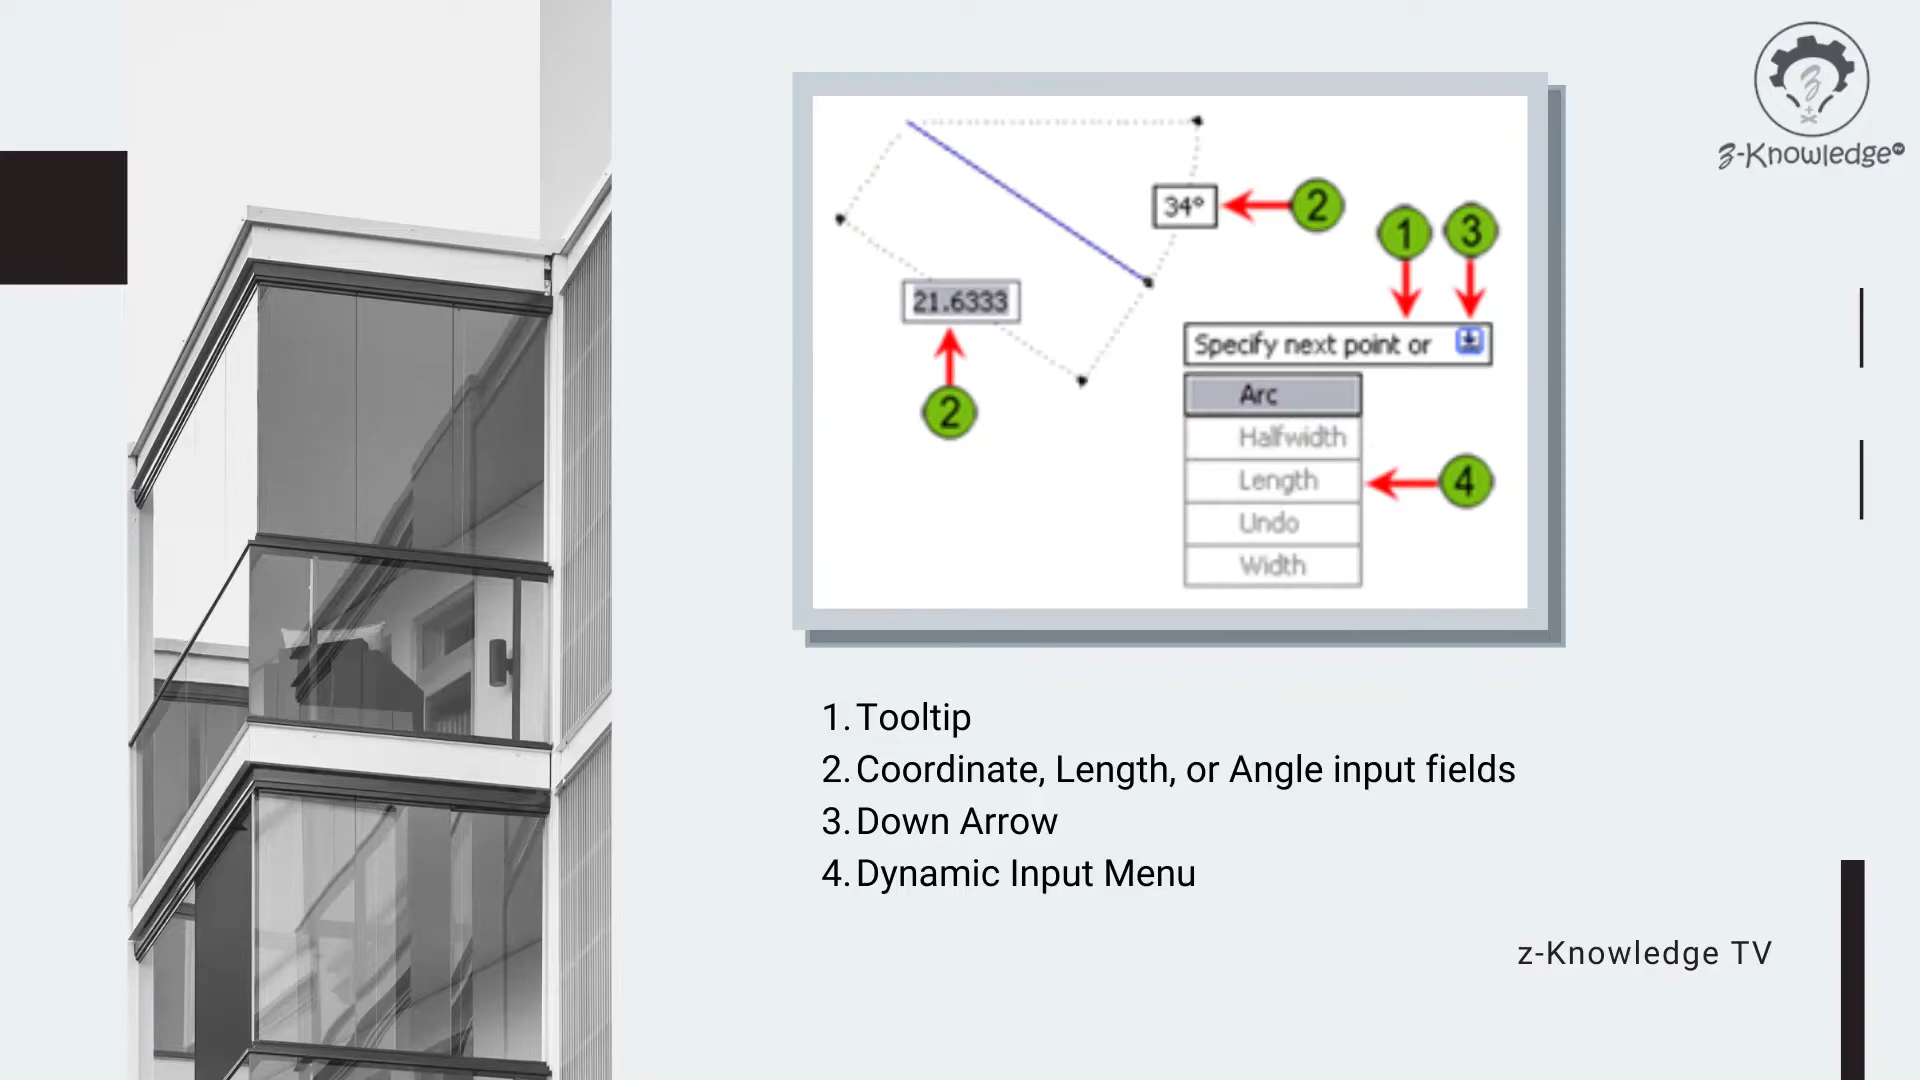 z-Knowledge
34°
2
1
3
21.6333
Specify next point or
2
Arc
Halfwidth
Length
4
Undo
Width
1. Tooltip
2. Coordinate, Length, or Angle input fields
3. Down Arrow
4. Dynamic Input Menu
z-Knowledge TV